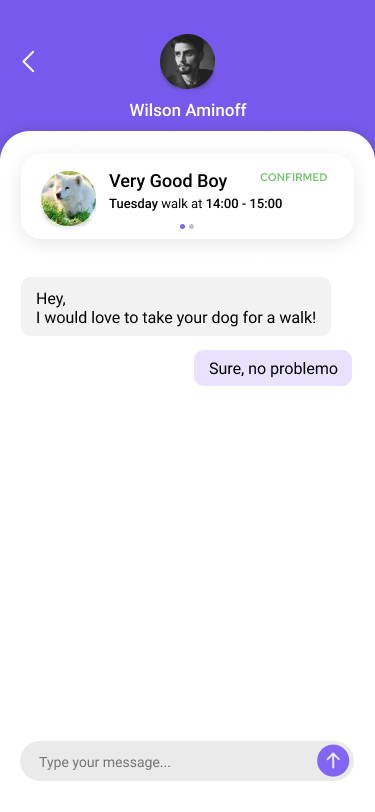 Wilson Aminoff
Very Good Boy
CONFIRMED
Tuesday walk at 14:00 - 15:00
Hey,
I would love to take your dog for a walk!
Sure, no problemo
Type your message...